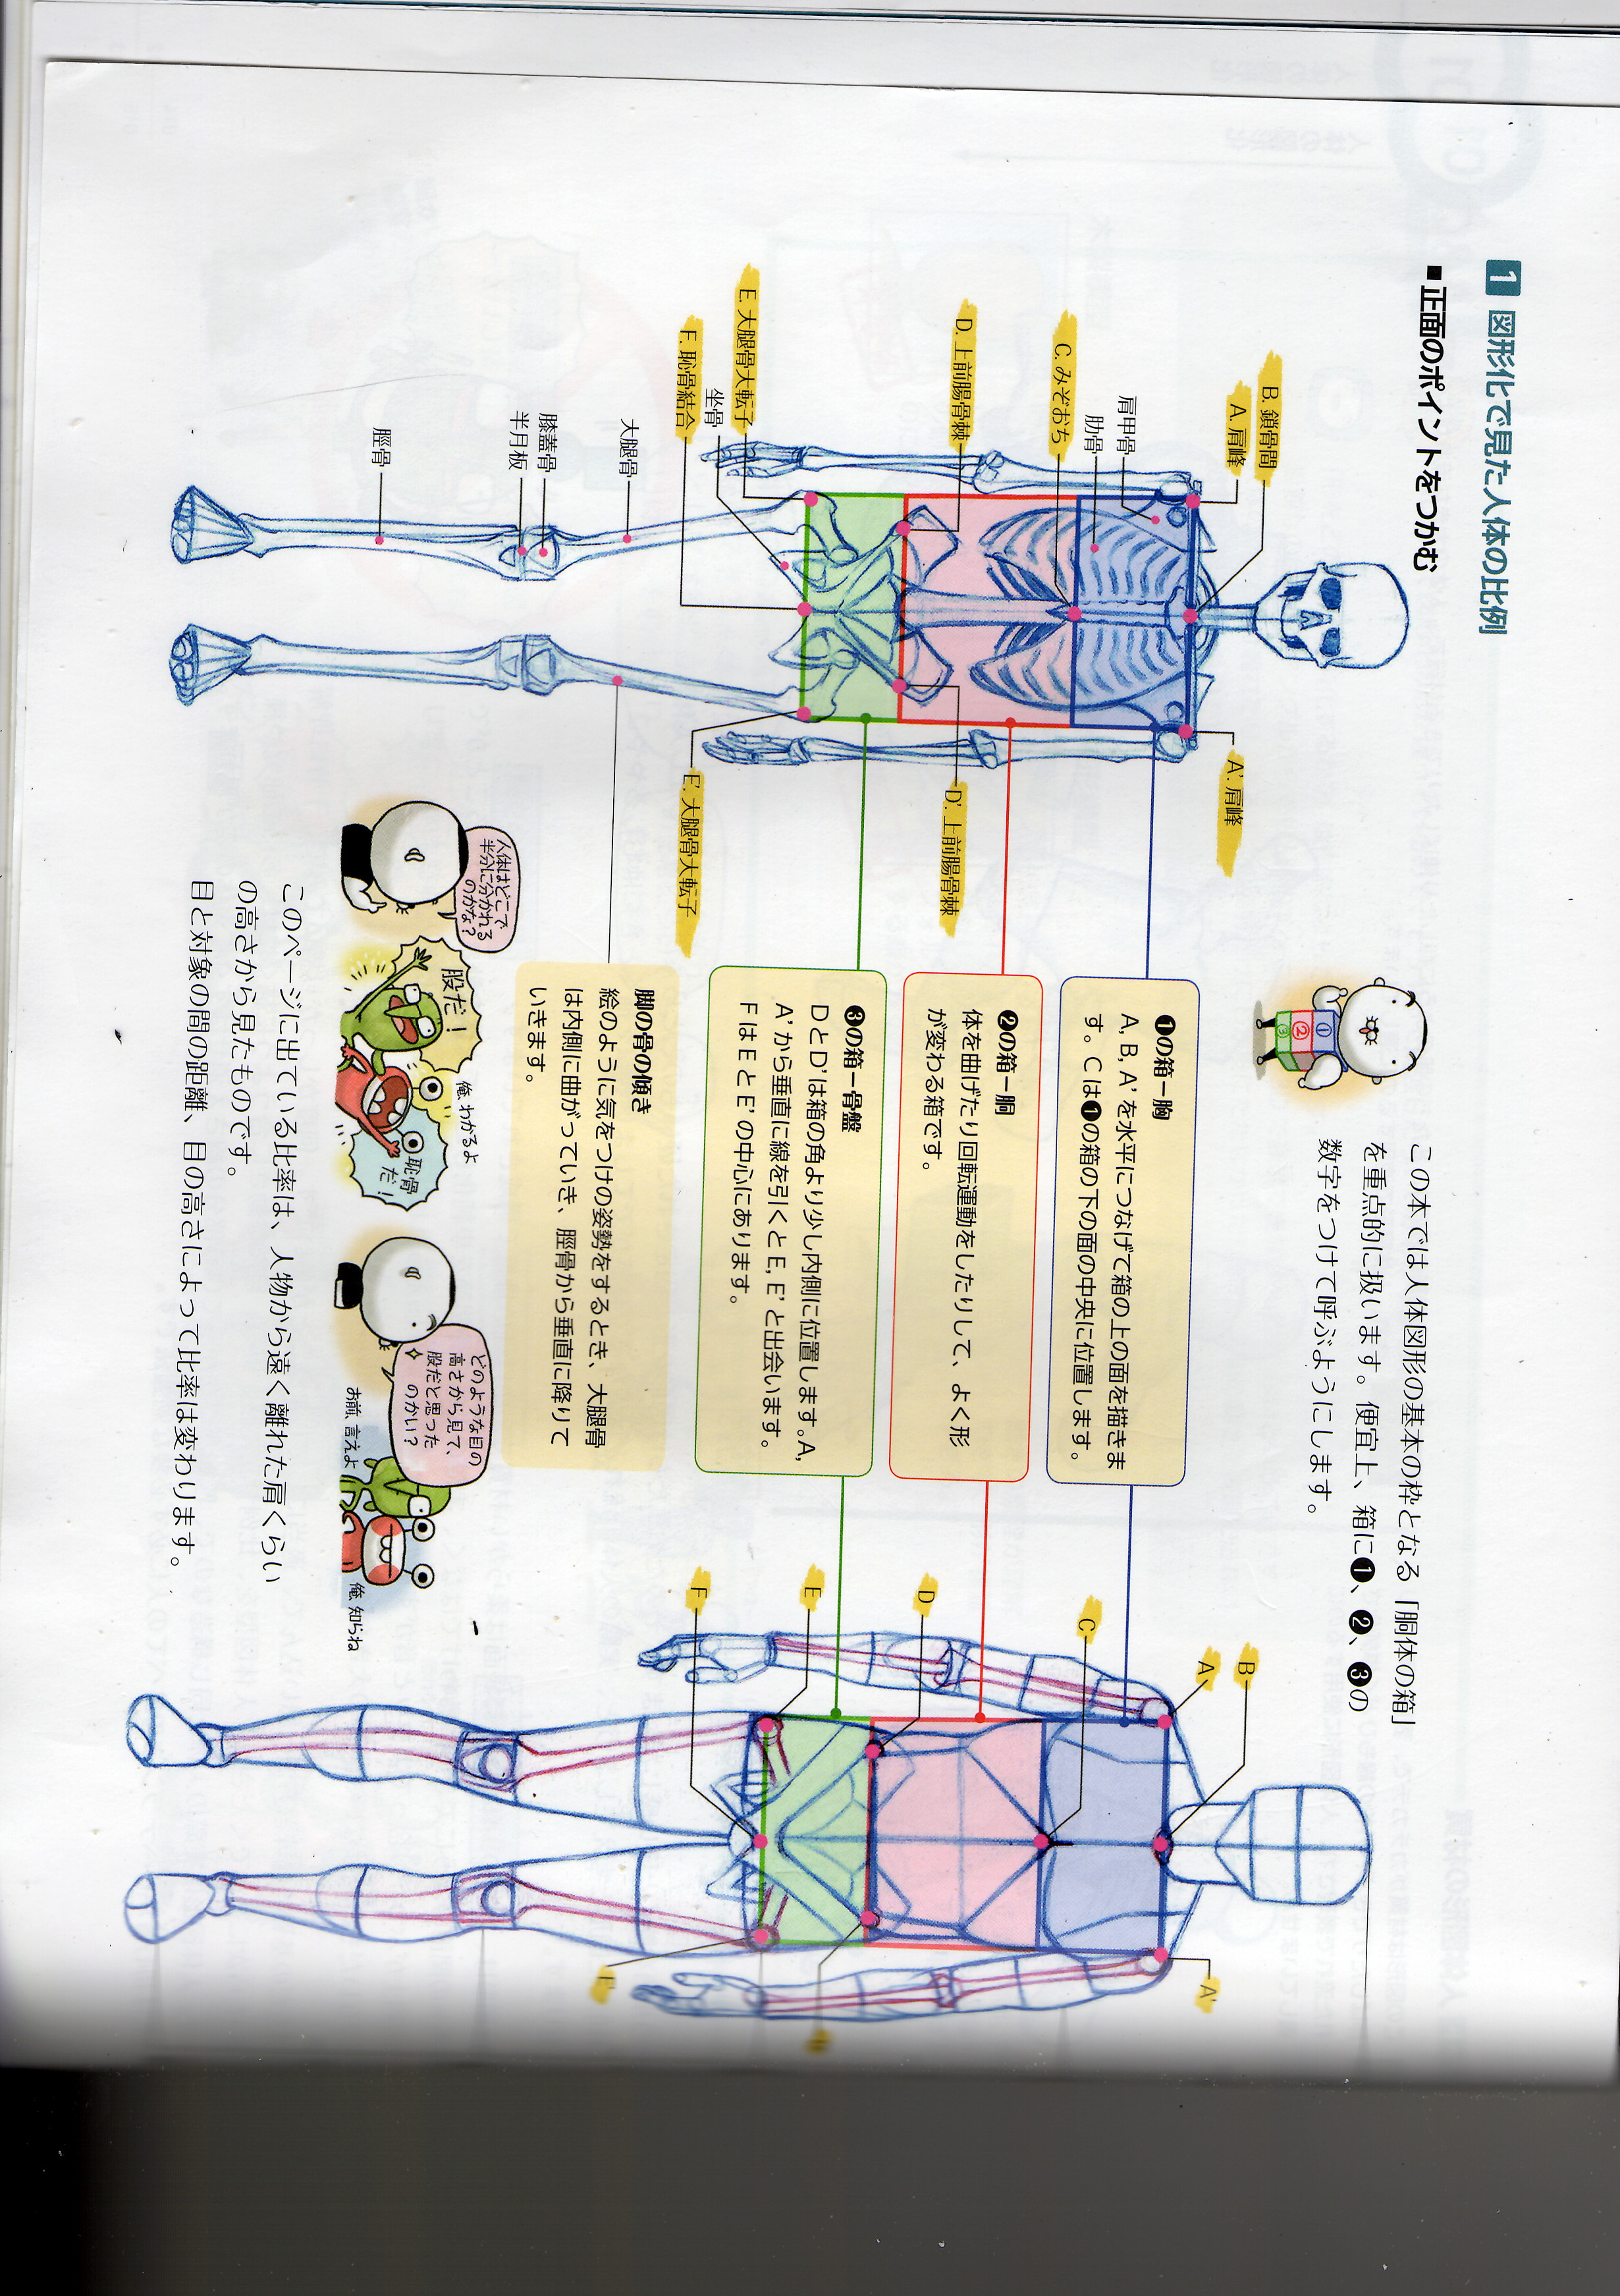 1 図形化で見た人体の比例
■正面のポイントをつかむ
この本では人体図形の基本の枠となる「胴体の箱」
を重点的に扱います。便宜上、箱に❶、❷、❸の
数字をつけて呼ぶようにします。
①
②
③
B. 鎖骨間
A. 肩峰
A'. 肩峰
肩甲骨
肋骨
C. みぞおち
D. 上前腸骨棘
D'. 上前腸骨棘
E. 大腿骨大転子
坐骨
F. 恥骨結合
E'. 大腿骨大転子
大腿骨
膝蓋骨
半月板
脛骨
❶の箱－胸
A, B, A' を水平につなげて箱の上の面を描きま
す。C は❶の箱の下の面の中央に位置します。
❷の箱－胴
体を曲げたり回転運動をしたりして、よく形
が変わる箱です。
❸の箱－骨盤
D と D' は箱の角より少し内側に位置します。A,
A' から垂直に線を引くと E, E' と出会います。
F は E と E' の中心にあります。
脚の骨の傾き
絵のように気をつけの姿勢をするとき、大腿骨
は内側に曲がっていき、脛骨から垂直に降りて
いきます。
B
A
A'
C
D
E
F
人体はどこで
半分に分かれる
のかな?
股だ!
俺、わかるよ
恥骨
だ!
どのような目の
高さから見て、
股だと思った
のかい?
お前、言えよ
俺、知らね
このページに出ている比率は、人物から遠く離れた肩くらい
の高さから見たものです。
目と対象の間の距離、目の高さによって比率は変わります。